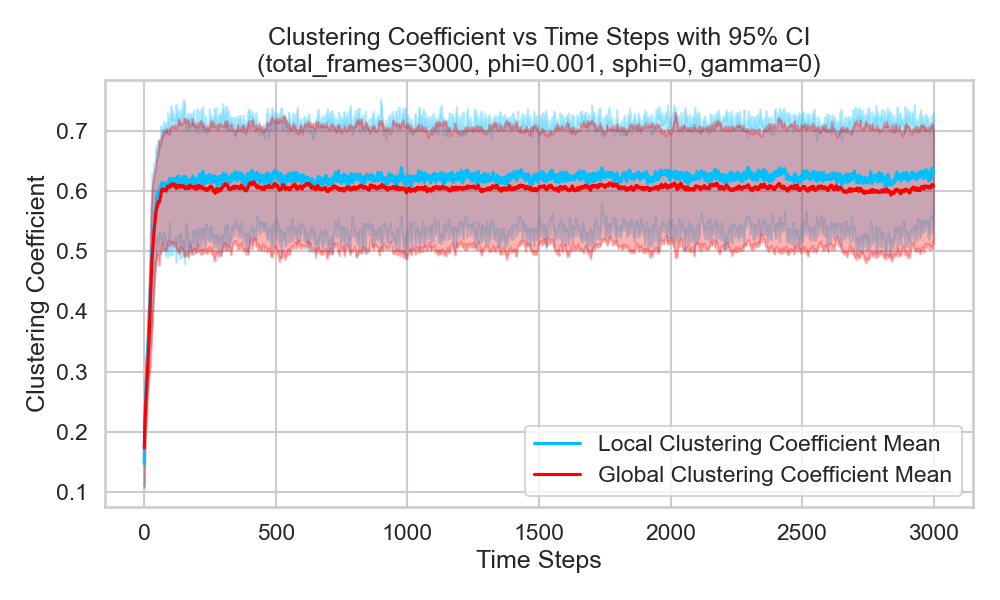 Clustering Coefficient vs Time Steps with 95% CI
(total_frames=3000, phi=0.001, sphi=0, gamma=0)
Clustering Coefficient
0.7
0.6
0.5
0.4
0.3
0.2
0.1
Local Clustering Coefficient Mean
Global Clustering Coefficient Mean
0 500 1000 1500 2000 2500 3000
Time Steps